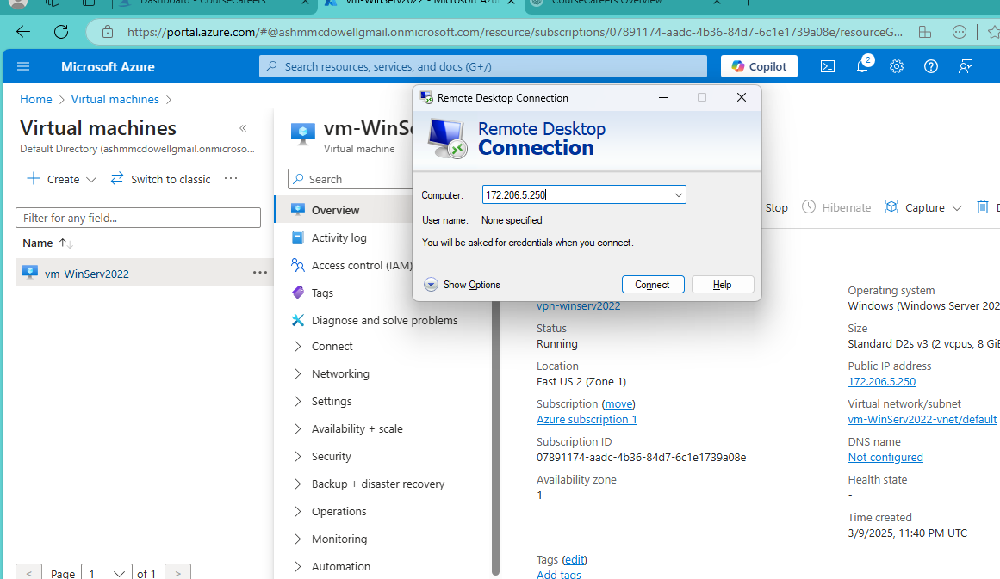 Dashboard - CourseCareers
vm-WinServ2022 - Microsoft Azu
CourseCareers Overview
https://portal.azure.com/#@ashmmcdowellgmail.onmicrosoft.com/resource/subscriptions/07891174-aadc-4b36-84d7-6c1e1739a08e/resourceG...
Microsoft Azure
Search resources, services, and docs (G+/)
Copilot
2
Home > Virtual machines >
Virtual machines
Default Directory (ashmmcdowellgmail.onmicroso...
Create
Switch to classic
Filter for any field...
Name
vm-WinServ2022
< Page 1 of 1 >
vm-WinSe
Virtual machine
Search
Overview
Activity log
Access control (IAM)
Tags
Diagnose and solve problems
Connect
Networking
Settings
Availability + scale
Security
Backup + disaster recovery
Operations
Monitoring
Automation
Remote Desktop Connection
Remote Desktop
Connection
Computer: 172.206.5.250
User name: None specified
You will be asked for credentials when you connect.
Show Options
Connect
Help
Stop
Hibernate
Capture
vpn-winserv2022
Status
Running
Location
East US 2 (Zone 1)
Subscription (move)
Azure subscription 1
Subscription ID
07891174-aadc-4b36-84d7-6c1e1739a08e
Availability zone
1
Tags (edit)
Add tags
Operating system
Windows (Windows Server 202
Size
Standard D2s v3 (2 vcpus, 8 GiB
Public IP address
172.206.5.250
Virtual network/subnet
vm-WinServ2022-vnet/default
DNS name
Not configured
Health state
-
Time created
3/9/2025, 11:40 PM UTC